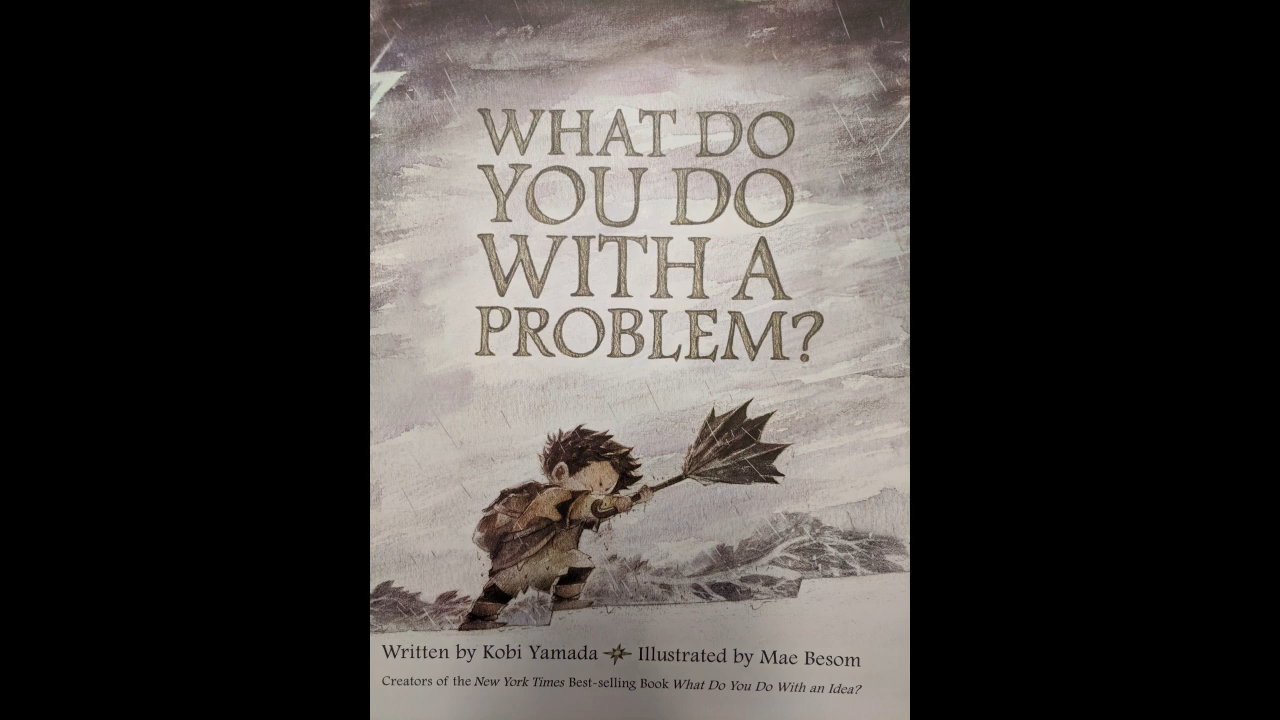 WHAT DO
YOU DO
WITH A
PROBLEM?
Written by Kobi Yamada Illustrated by Mae Besom
Creators of the New York Times Best-selling Book What Do You Do With an Idea?